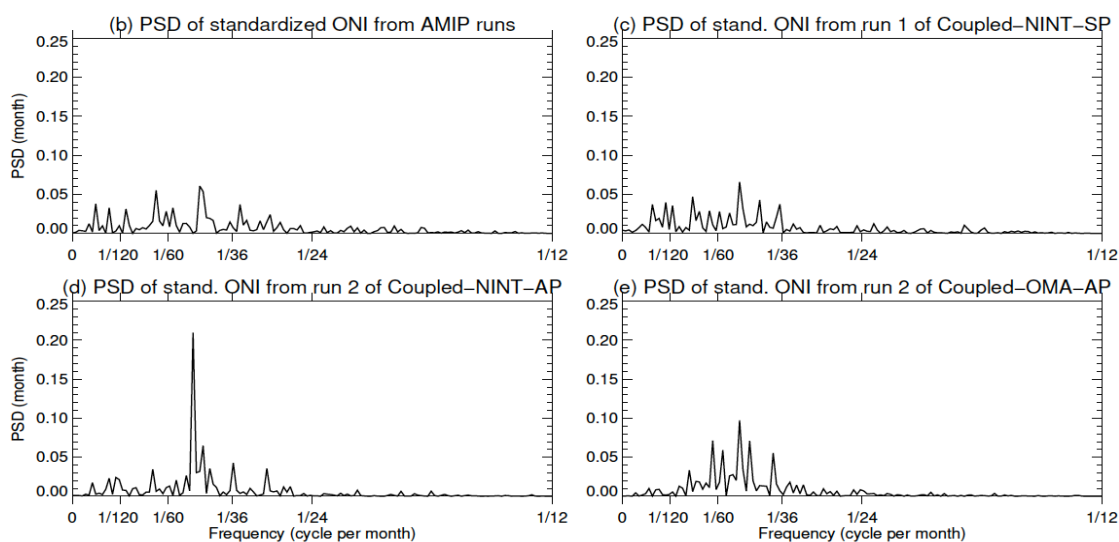 (b) PSD of standardized ONI from AMIP runs
(c) PSD of stand. ONI from run 1 of Coupled−NINT−SP
PSD (month)
0.25
0.20
0.10
0.05
0.00
0 1/120 1/60 1/36 1/24 1/12
0.25
0.20
0.10
0.05
0.00
0 1/120 1/60 1/36 1/24 1/12
(d) PSD of stand. ONI from run 2 of Coupled−NINT−AP
(e) PSD of stand. ONI from run 2 of Coupled−OMA−AP
PSD (month)
0.25
0.20
0.15
0.10
0.05
0.00
0 1/120 1/60 1/36 1/24 1/12
Frequency (cycle per month)
0.25
0.20
0.15
0.10
0.05
0.00
0 1/120 1/60 1/36 1/24 1/12
Frequency (cycle per month)